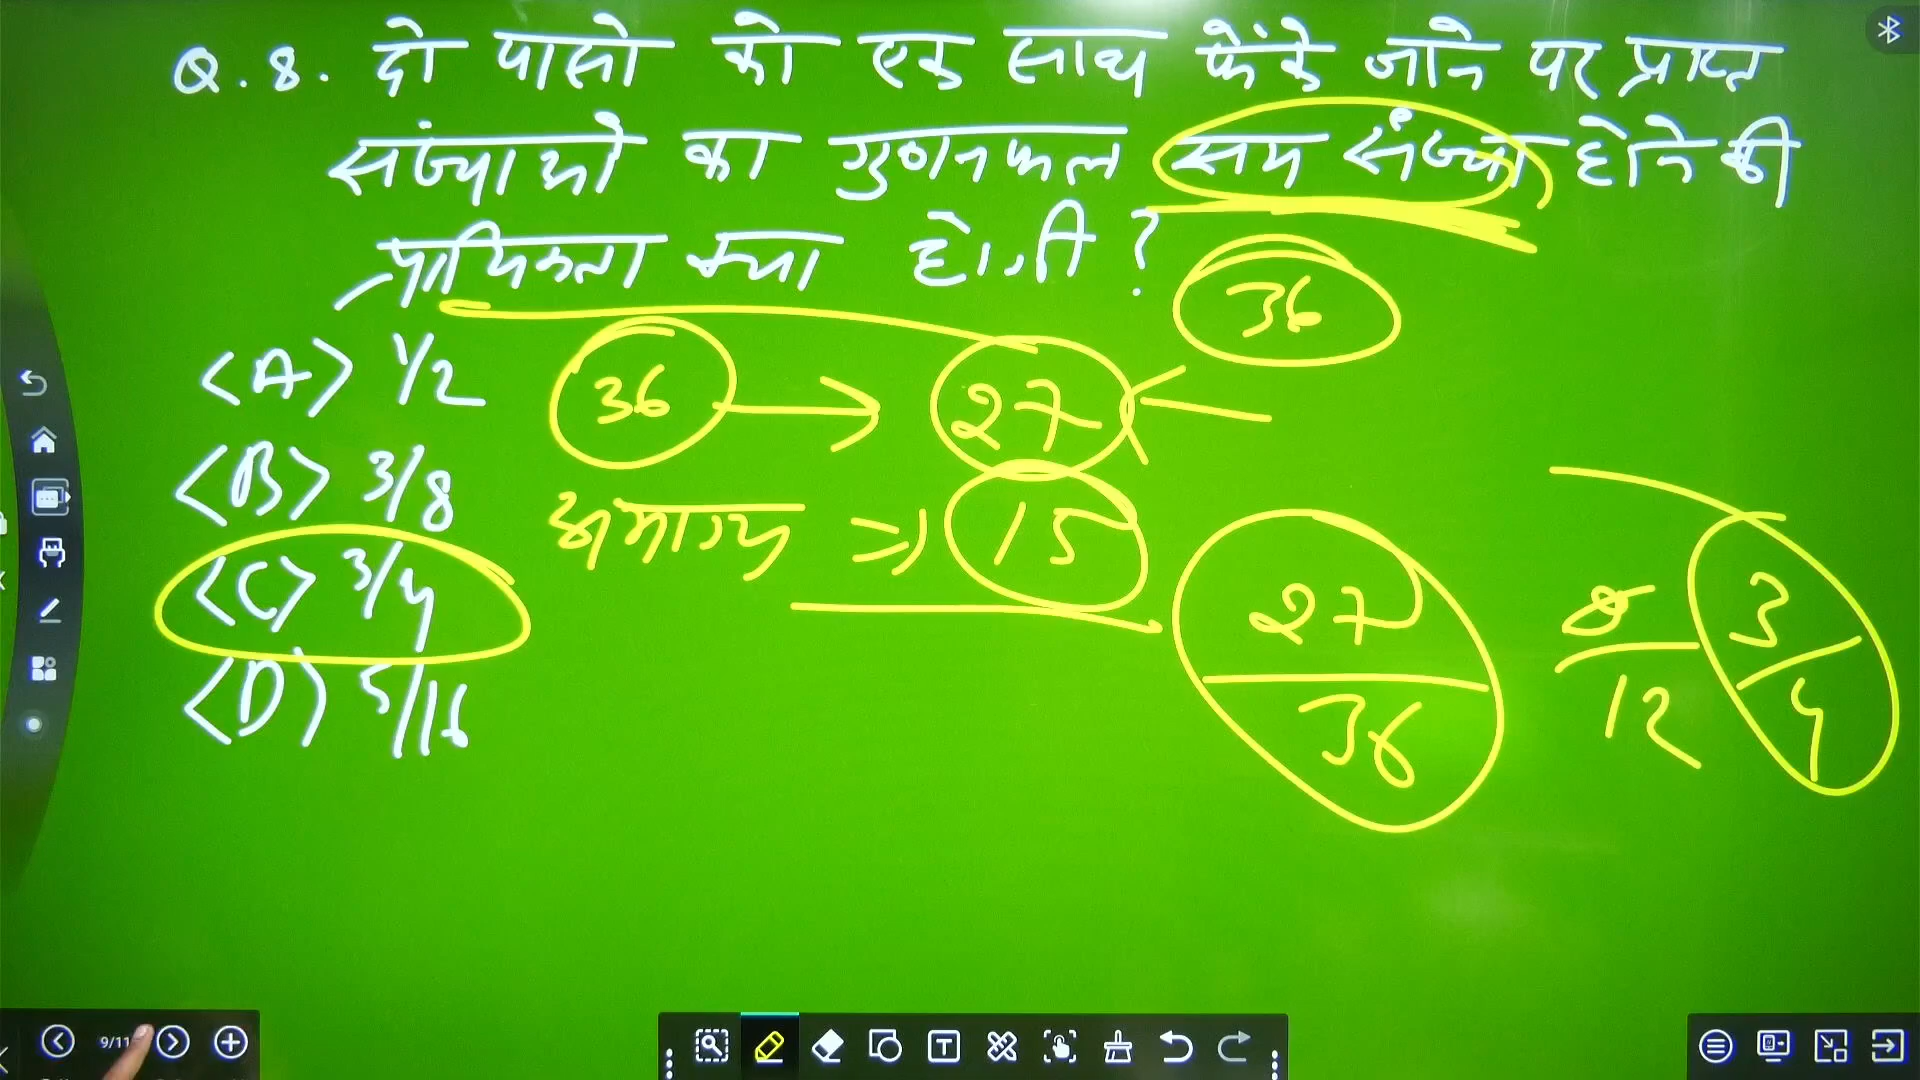 Q.8. दो पासो को एक साथ फेंके जाने पर प्राप्त
संख्याओ का गुणनफल सम संख्या होने की
प्रायिकता क्या होगी ?
36
<A> 1/2 36 → 27 ←
<B> 3/8
अभाज्य => 15
<C> 3/4
27/36
12
3/4
<D> 5/16
9/11
T